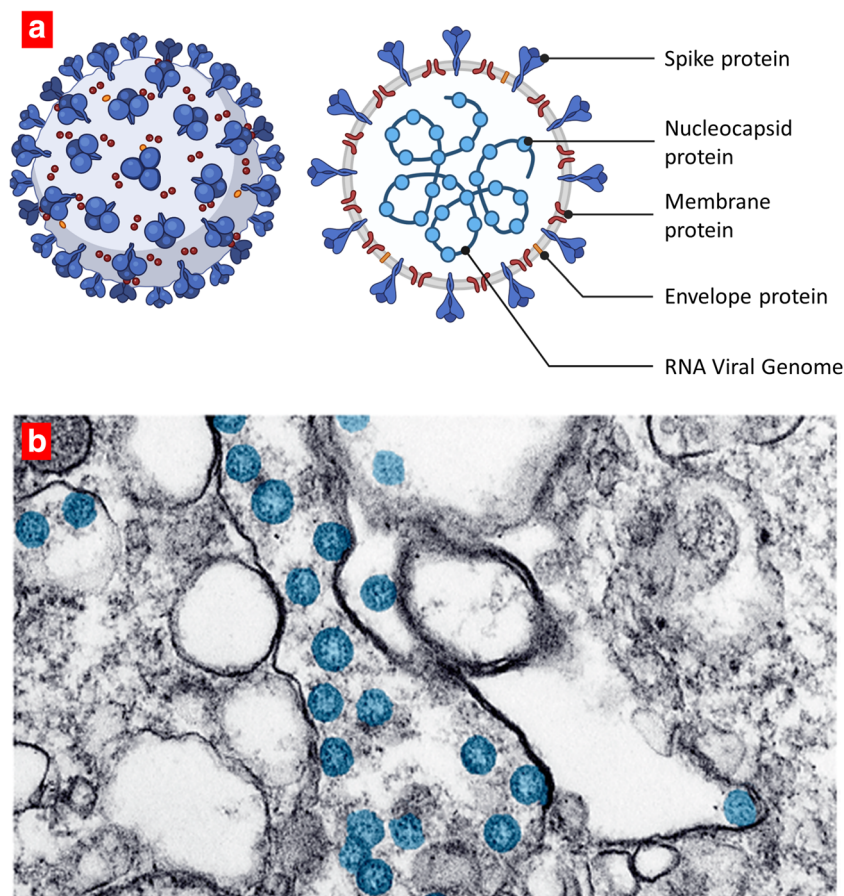 a
Spike protein
Nucleocapsid
protein
Membrane
protein
Envelope protein
RNA Viral Genome
b